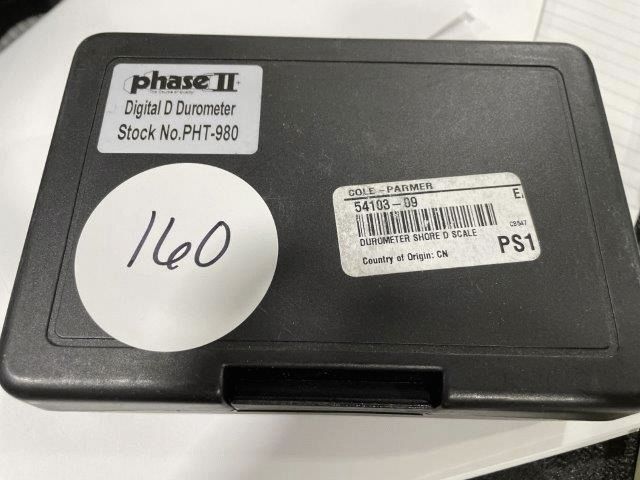 phase II
Digital D Durometer
Stock No.PHT-980
160
COLE-PARMER
54103-09
E.
CB547
DUROMETER SHORE D SCALE
PS1
Country of Origin: CN